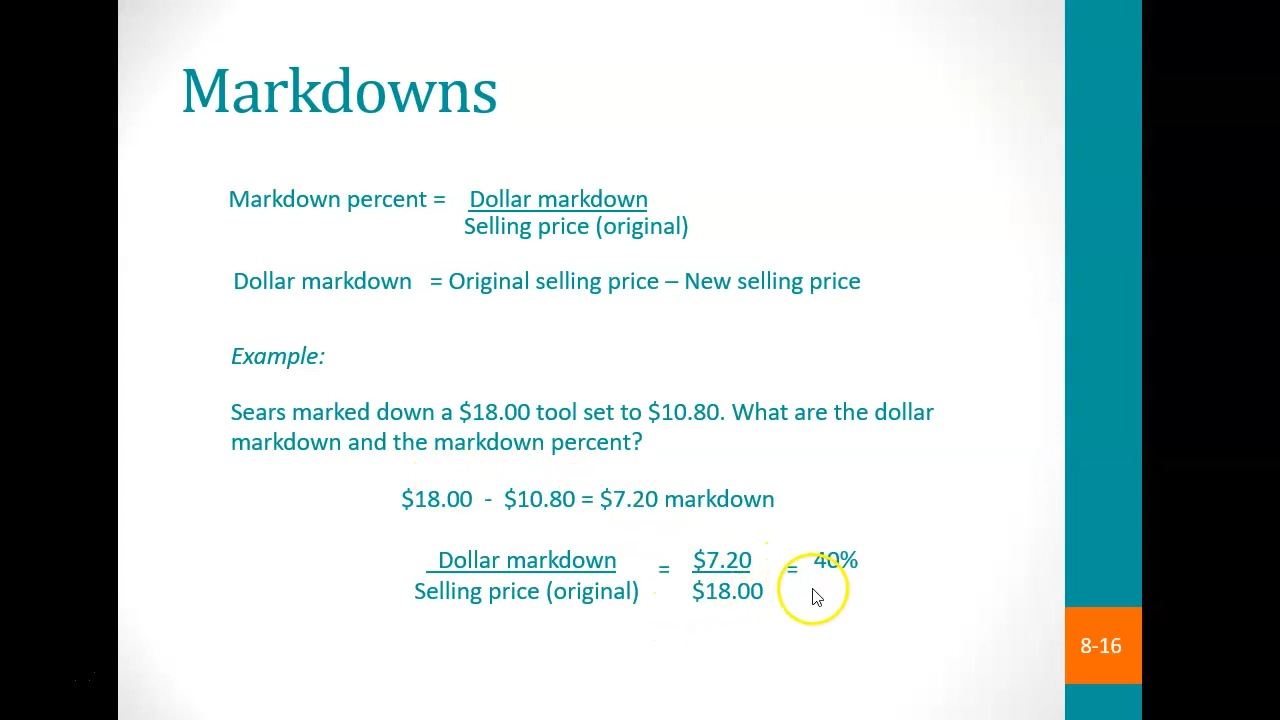 Markdowns
Markdown percent = Dollar markdown
Selling price (original)
Dollar markdown = Original selling price – New selling price
Example:
Sears marked down a $18.00 tool set to $10.80. What are the dollar
markdown and the markdown percent?
$18.00 - $10.80 = $7.20 markdown
Dollar markdown = $7.20 = 40%
Selling price (original) $18.00
8-16